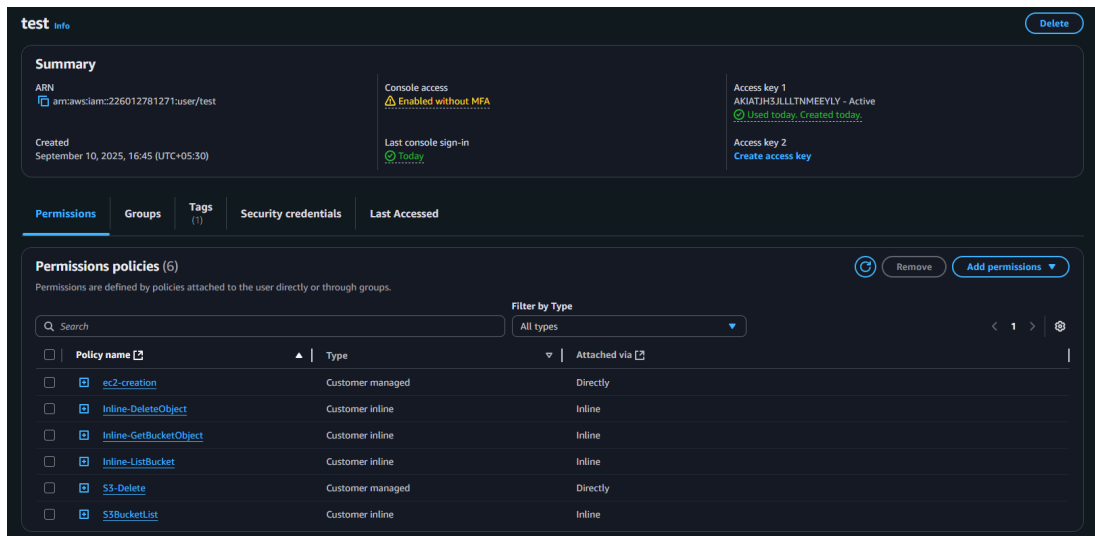 test Info
Delete
Summary
ARN
arn:aws:iam::226012781271:user/test
Console access
Enabled without MFA
Access key 1
AKIATJH3JLLLTNMEEYLY - Active
Used today. Created today.
Created
September 10, 2025, 16:45 (UTC+05:30)
Last console sign-in
Today
Access key 2
Create access key
Permissions
Groups
Tags
(1)
Security credentials
Last Accessed
Permissions policies (6)
Remove
Add permissions
Permissions are defined by policies attached to the user directly or through groups.
Filter by Type
Search
All types
1
Policy name
Type
Attached via
ec2-creation Customer managed Directly
Inline-DeleteObject Customer inline Inline
Inline-GetBucketObject Customer inline Inline
Inline-ListBucket Customer inline Inline
S3-Delete Customer managed Directly
S3BucketList Customer inline Inline